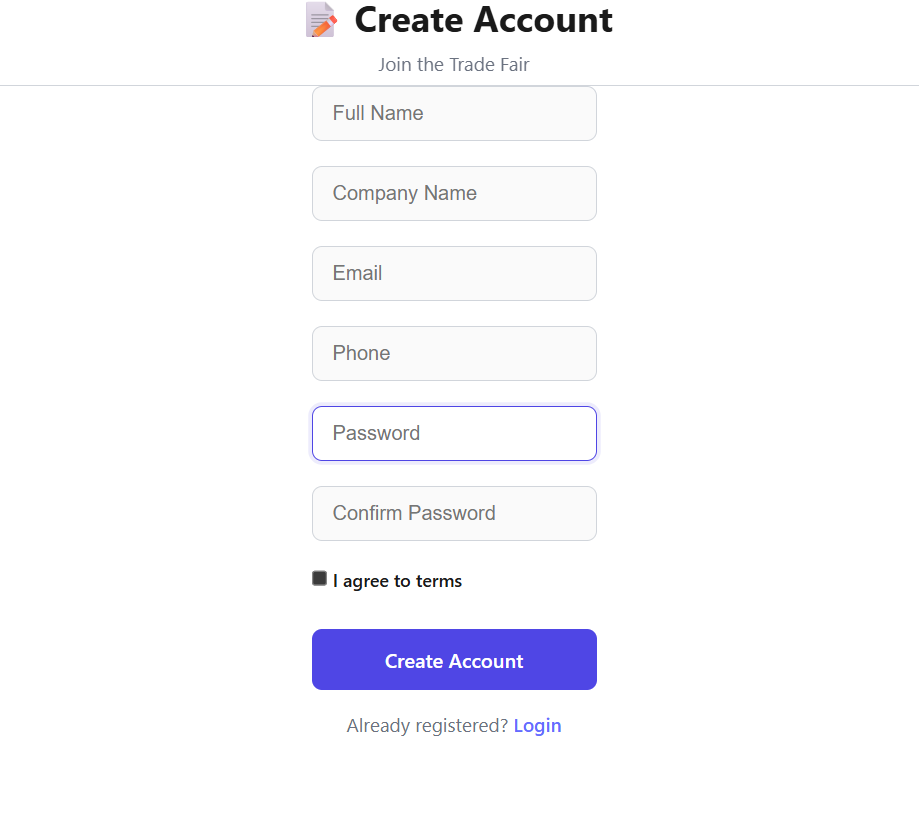 Create Account
Join the Trade Fair
Full Name
Company Name
Email
Phone
Password
Confirm Password
I agree to terms
Create Account
Already registered? Login